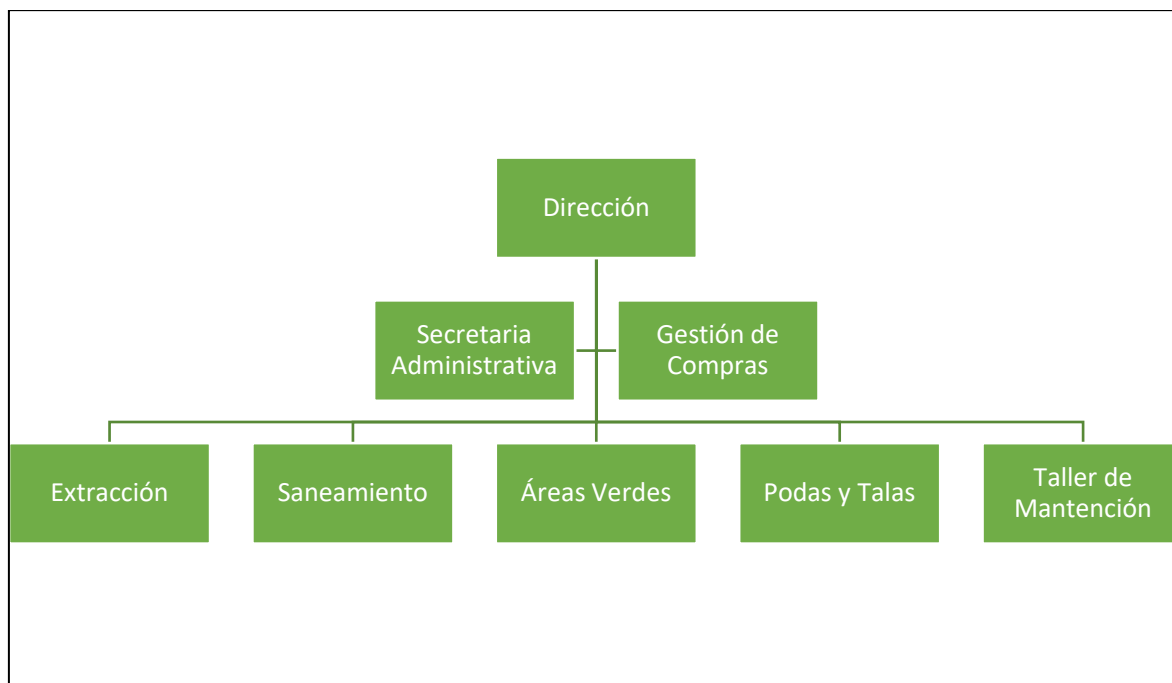 Dirección
Secretaria
Administrativa
Gestión de
Compras
Extracción
Saneamiento
Áreas Verdes
Podas y Talas
Taller de
Mantención